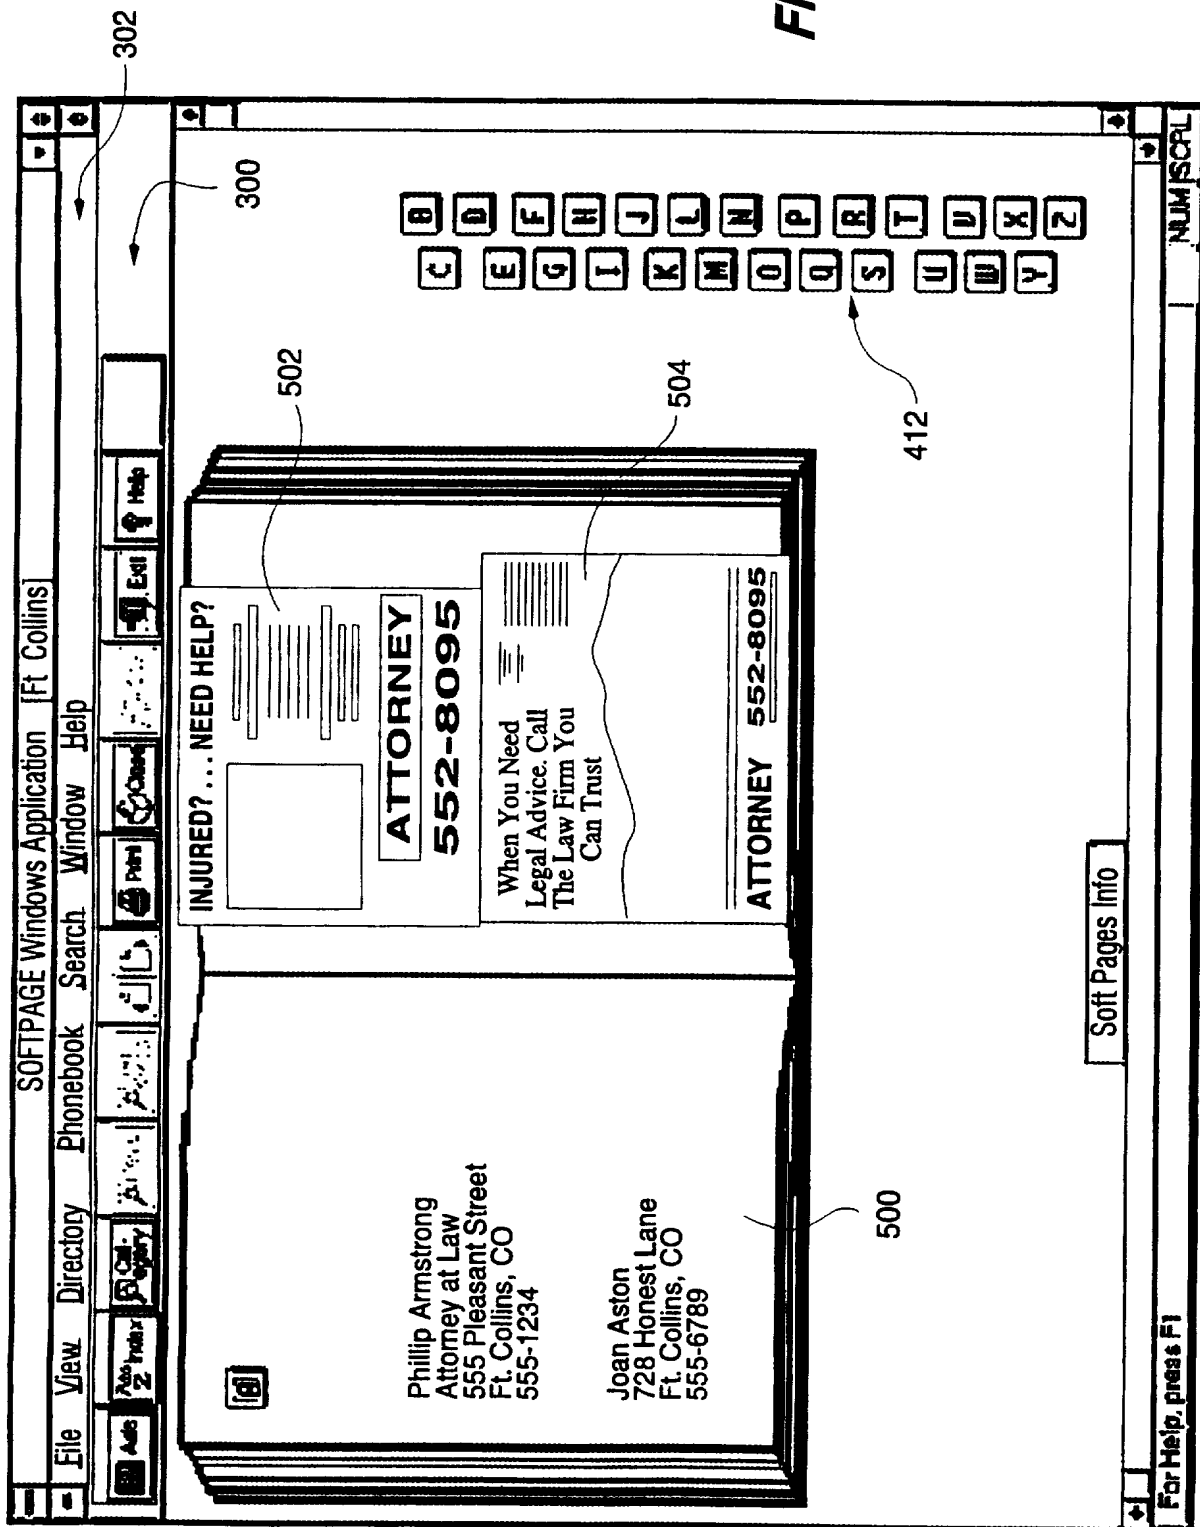 302
SOFTPAGE Windows Application [Ft Collins]
File View Directory Phonebook Search Window Help
300
Ads
Index
Print
Close
Exit
Help
a
Phillip Armstrong
Attorney at Law
555 Pleasant Street
Ft. Collins, CO
555-1234
Joan Aston
728 Honest Lane
Ft. Collins, CO
555-6789
500
INJURED?...NEED HELP?
ATTORNEY
552-8095
502
When You Need
Legal Advice. Call
The Law Firm You
Can Trust
ATTORNEY 552-8095
504
C E G I K M O Q S U W Y
B D F H J L N P R T V X Z
412
Soft Pages Info
For Help, press F1
NUM SCRL